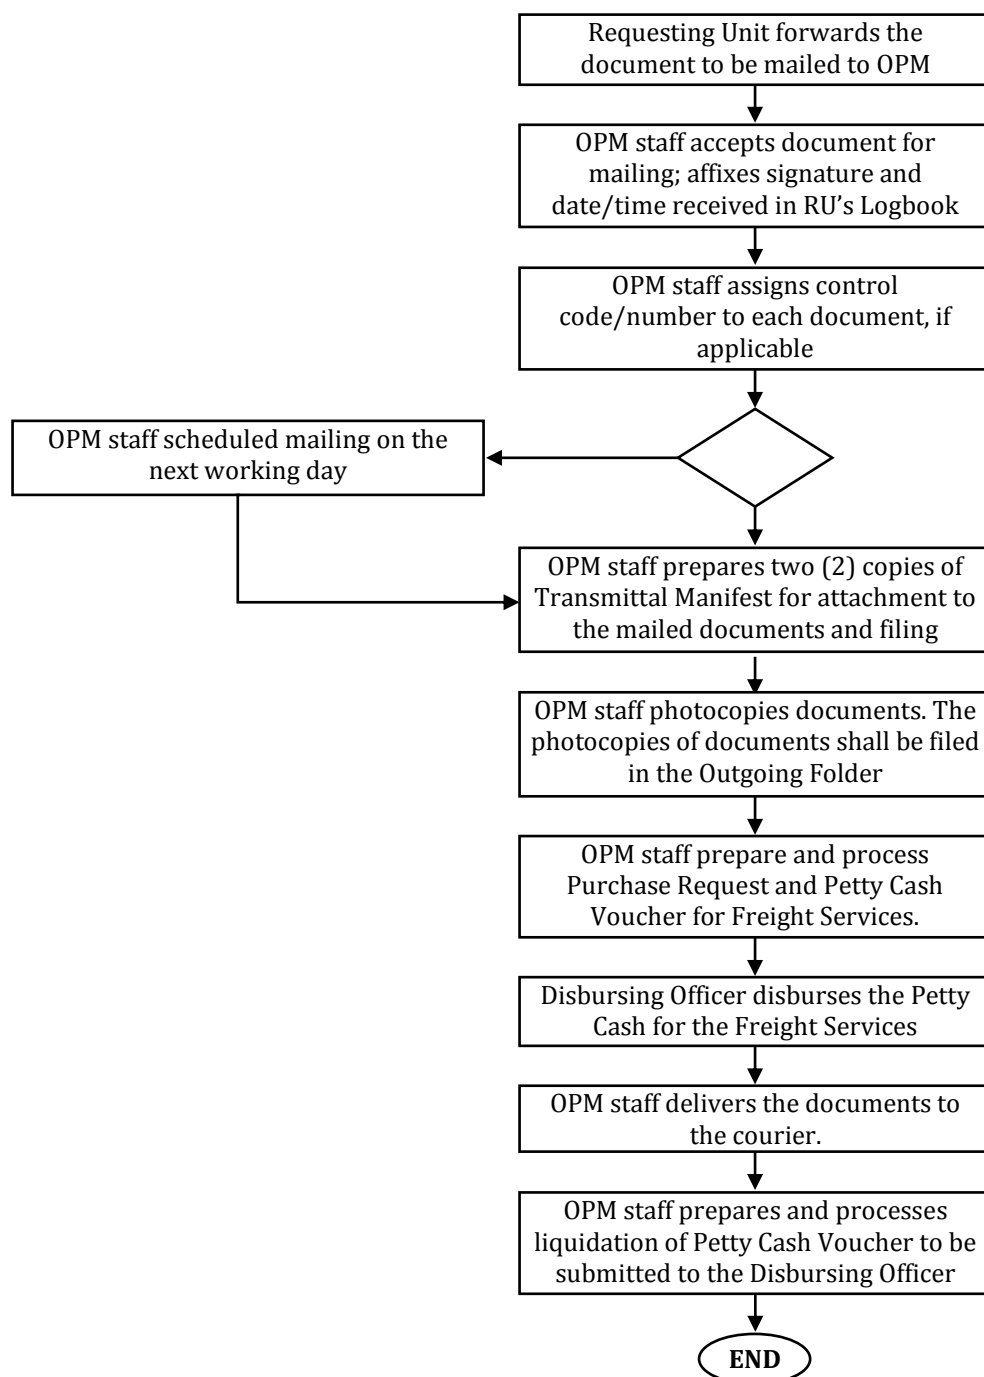 Requesting Unit forwards the
document to be mailed to OPM
OPM staff accepts document for
mailing; affixes signature and
date/time received in RU’s Logbook
OPM staff assigns control
code/number to each document, if
applicable
OPM staff scheduled mailing on the
next working day
OPM staff prepares two (2) copies of
Transmittal Manifest for attachment to
the mailed documents and filing
OPM staff photocopies documents. The
photocopies of documents shall be filed
in the Outgoing Folder
OPM staff prepare and process
Purchase Request and Petty Cash
Voucher for Freight Services.
Disbursing Officer disburses the Petty
Cash for the Freight Services
OPM staff delivers the documents to
the courier.
OPM staff prepares and processes
liquidation of Petty Cash Voucher to be
submitted to the Disbursing Officer
END